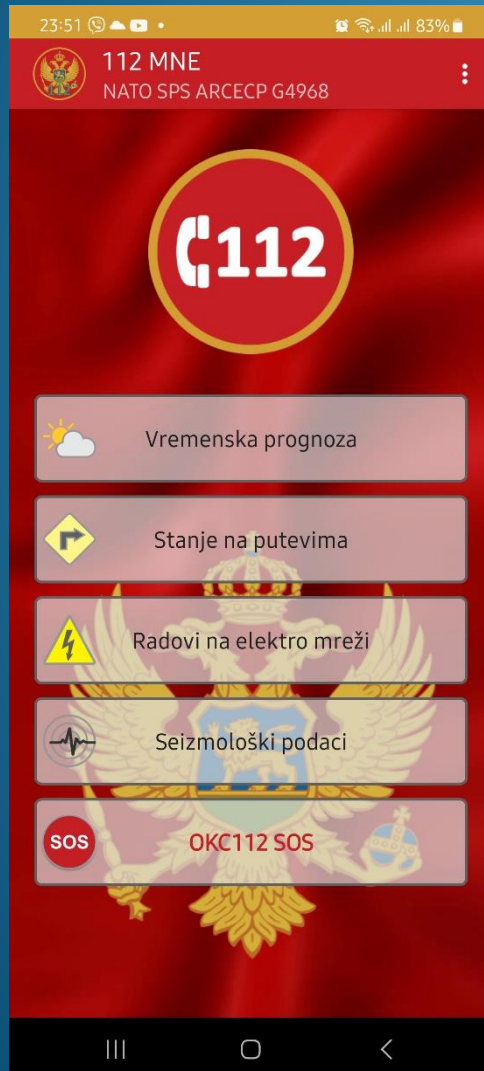 23:51
83%
112 MNE
NATO SPS ARCECP G4968
112
Vremenska prognoza
Stanje na putevima
Radovi na elektro mreži
Seizmološki podaci
SOS
OKC112 SOS